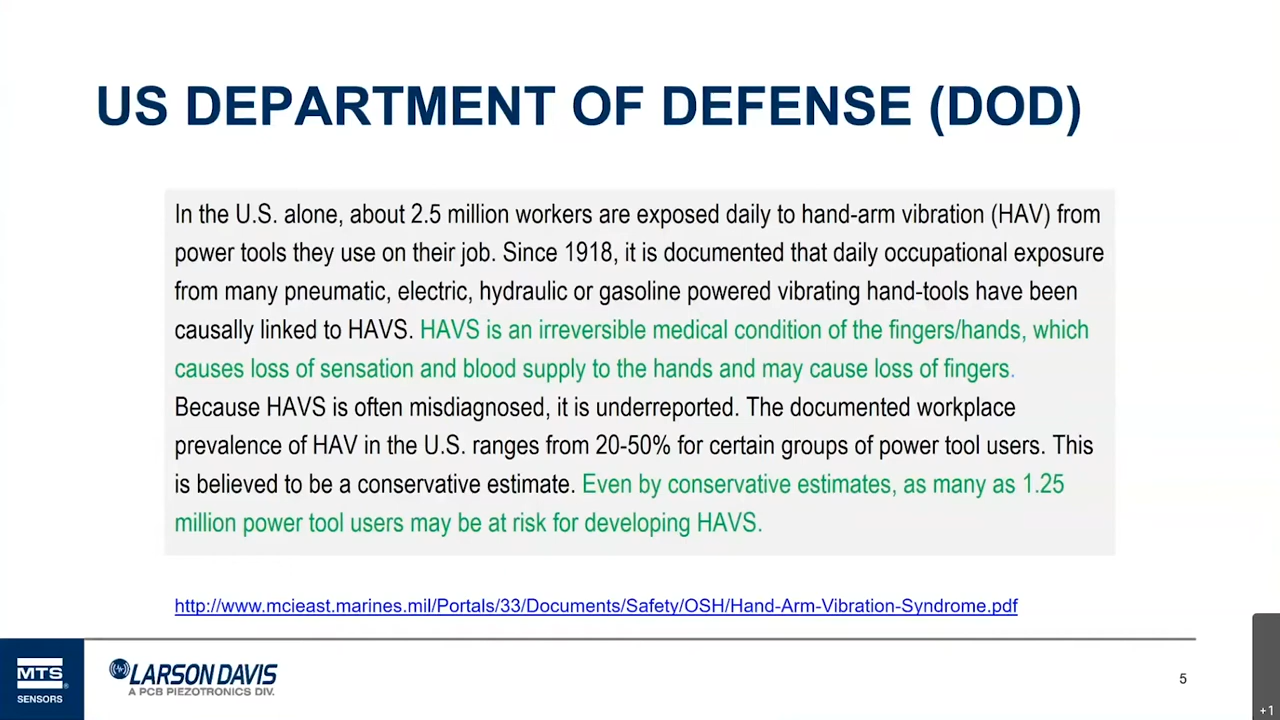 US DEPARTMENT OF DEFENSE (DOD)
In the U.S. alone, about 2.5 million workers are exposed daily to hand-arm vibration (HAV) from
power tools they use on their job. Since 1918, it is documented that daily occupational exposure
from many pneumatic, electric, hydraulic or gasoline powered vibrating hand-tools have been
causally linked to HAVS. HAVS is an irreversible medical condition of the fingers/hands, which
causes loss of sensation and blood supply to the hands and may cause loss of fingers.
Because HAVS is often misdiagnosed, it is underreported. The documented workplace
prevalence of HAV in the U.S. ranges from 20-50% for certain groups of power tool users. This
is believed to be a conservative estimate. Even by conservative estimates, as many as 1.25
million power tool users may be at risk for developing HAVS.
http://www.mcieast.marines.mil/Portals/33/Documents/Safety/OSH/Hand-Arm-Vibration-Syndrome.pdf
MTS
SENSORS
LARSON DAVIS
A PCB PIEZOTRONICS DIV.
5
+1